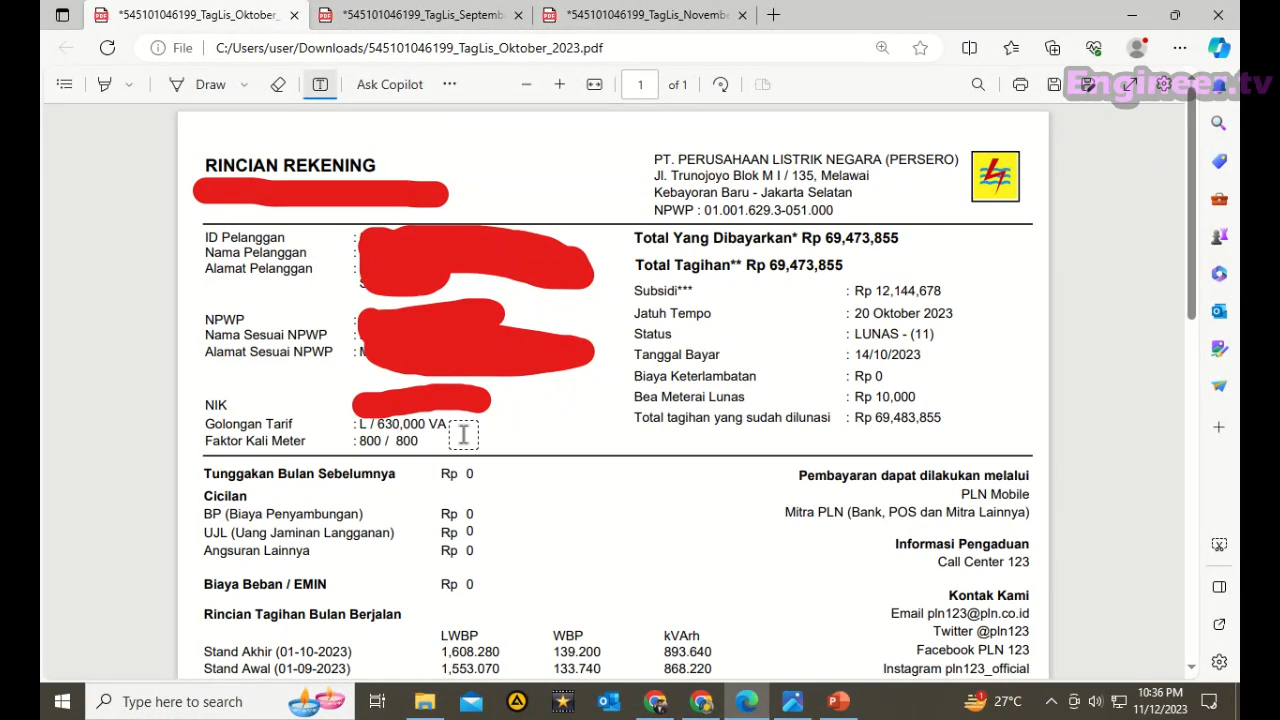 *545101046199_TagLis_Oktober_
*545101046199_TagLis_Septemb
*545101046199_TagLis_Novembe
File
C:/Users/user/Downloads/545101046199_TagLis_Oktober_2023.pdf
Draw
Ask Copilot
1
of 1
Engineer.tv
RINCIAN REKENING
PT. PERUSAHAAN LISTRIK NEGARA (PERSERO)
Jl. Trunojoyo Blok M I / 135, Melawai
Kebayoran Baru - Jakarta Selatan
NPWP : 01.001.629.3-051.000
ID Pelanggan :
Nama Pelanggan :
Alamat Pelanggan :
NPWP :
Nama Sesuai NPWP :
Alamat Sesuai NPWP :
NIK
Golongan Tarif : L / 630,000 VA
Faktor Kali Meter : 800 / 800
Total Yang Dibayarkan* Rp 69,473,855
Total Tagihan** Rp 69,473,855
Subsidi*** : Rp 12,144,678
Jatuh Tempo : 20 Oktober 2023
Status : LUNAS - (11)
Tanggal Bayar : 14/10/2023
Biaya Keterlambatan : Rp 0
Bea Meterai Lunas : Rp 10,000
Total tagihan yang sudah dilunasi : Rp 69,483,855
Tunggakan Bulan Sebelumnya Rp 0
Cicilan
BP (Biaya Penyambungan) Rp 0
UJL (Uang Jaminan Langganan) Rp 0
Angsuran Lainnya Rp 0
Biaya Beban / EMIN Rp 0
Rincian Tagihan Bulan Berjalan
LWBP WBP kVArh
Stand Akhir (01-10-2023) 1,608.280 139.200 893.640
Stand Awal (01-09-2023) 1,553.070 133.740 868.220
Pembayaran dapat dilakukan melalui
PLN Mobile
Mitra PLN (Bank, POS dan Mitra Lainnya)
Informasi Pengaduan
Call Center 123
Kontak Kami
Email pln123@pln.co.id
Twitter @pln123
Facebook PLN 123
Instagram pln123_official
Type here to search
27°C
10:36 PM
11/12/2023